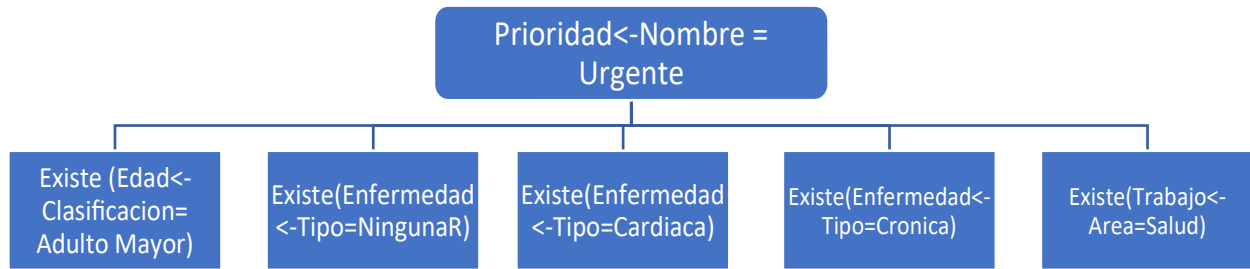 Prioridad<-Nombre =
Urgente
Existe (Edad<-
Clasificacion=
Adulto Mayor)
Existe(Enfermedad
<-Tipo=NingunaR)
Existe(Enfermedad
<-Tipo=Cardiaca)
Existe(Enfermedad<-
Tipo=Cronica)
Existe(Trabajo<-
Area=Salud)